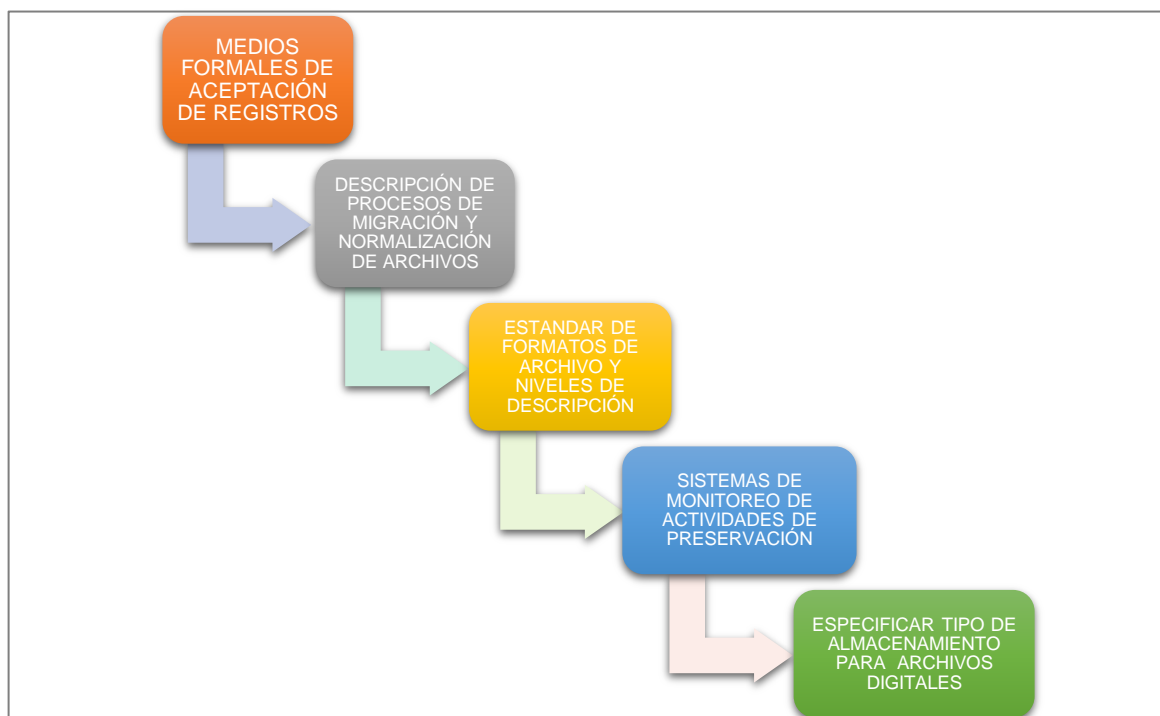 MEDIOS
FORMALES DE
ACEPTACIÓN
DE REGISTROS
DESCRIPCIÓN DE
PROCESOS DE
MIGRACIÓN Y
NORMALIZACIÓN
DE ARCHIVOS
ESTANDAR DE
FORMATOS DE
ARCHIVO Y
NIVELES DE
DESCRIPCIÓN
SISTEMAS DE
MONITOREO DE
ACTIVIDADES DE
PRESERVACIÓN
ESPECIFICAR TIPO DE
ALMACENAMIENTO
PARA ARCHIVOS
DIGITALES